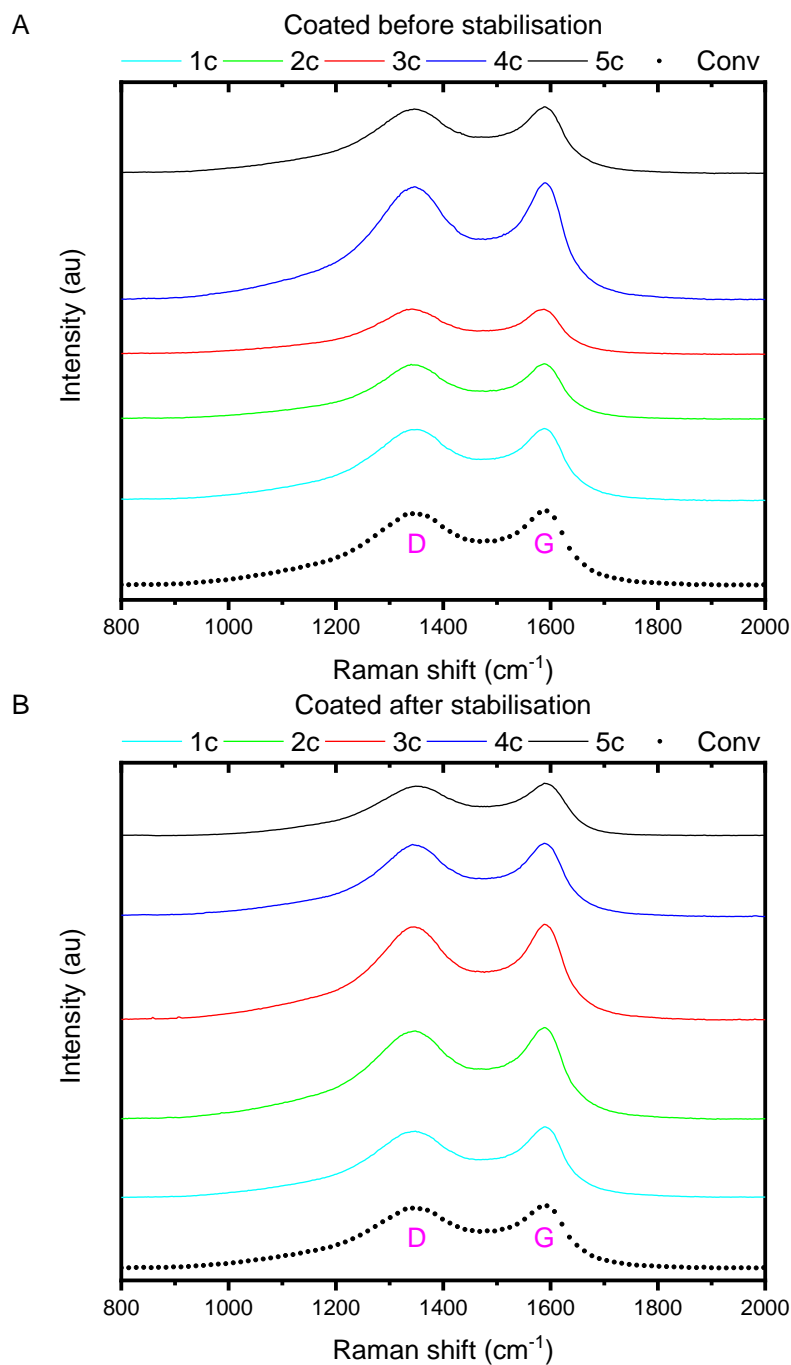 A
Coated before stabilisation
1c 2c 3c 4c 5c Conv
Intensity (au)
D G
800 1000 1200 1400 1600 1800 2000
Raman shift (cm-1)
B
Coated after stabilisation
1c 2c 3c 4c 5c Conv
Intensity (au)
D G
800 1000 1200 1400 1600 1800 2000
Raman shift (cm-1)